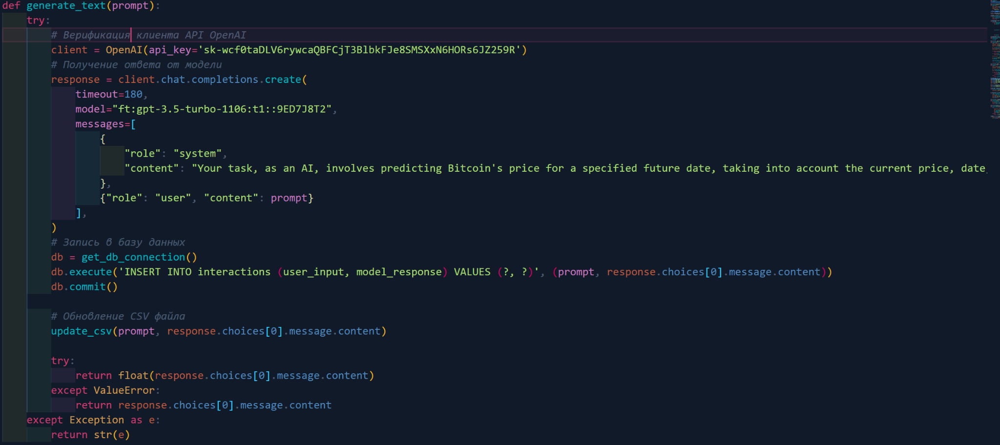 def generate_text(prompt):
try:
# Верификация клиента API OpenAI
client = OpenAI(api_key='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')
# Получение ответа от модели
response = client.chat.completions.create(
timeout=180,
model="ft:gpt-3.5-turbo-1106:t1::9ED7J8T2",
messages=[
{
"role": "system",
"content": "Your task, as an AI, involves predicting Bitcoin's price for a specified future date, taking into account the current price, date,
},
{"role": "user", "content": prompt}
],
)
# Запись в базу данных
db = get_db_connection()
db.execute('INSERT INTO interactions (user_input, model_response) VALUES (?, ?)', (prompt, response.choices[0].message.content))
db.commit()
# Обновление CSV файла
update_csv(prompt, response.choices[0].message.content)
try:
return float(response.choices[0].message.content)
except ValueError:
return response.choices[0].message.content
except Exception as e:
return str(e)